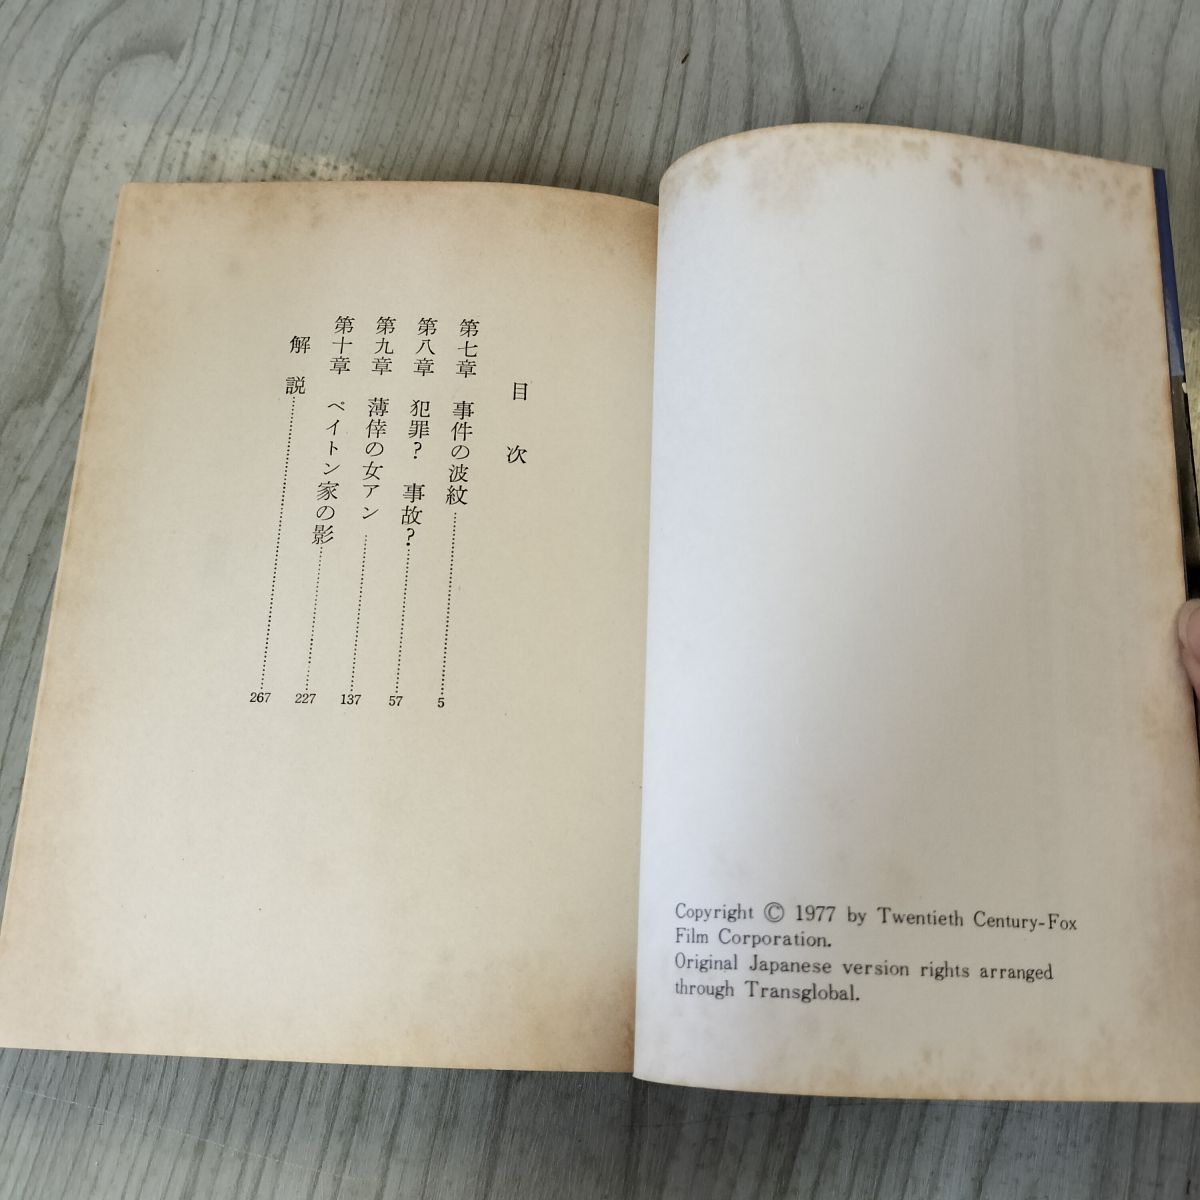 Copyright © 1977 by Twentieth Century-Fox
Film Corporation.
Original Japanese version rights arranged
through Transglobal.
目次
第七章 事件の波紋……………5
第八章 犯罪？ 事故？……………57
第九章 薄倖の女アン……………137
第十章 ペイトン家の影……………227
解説……………267